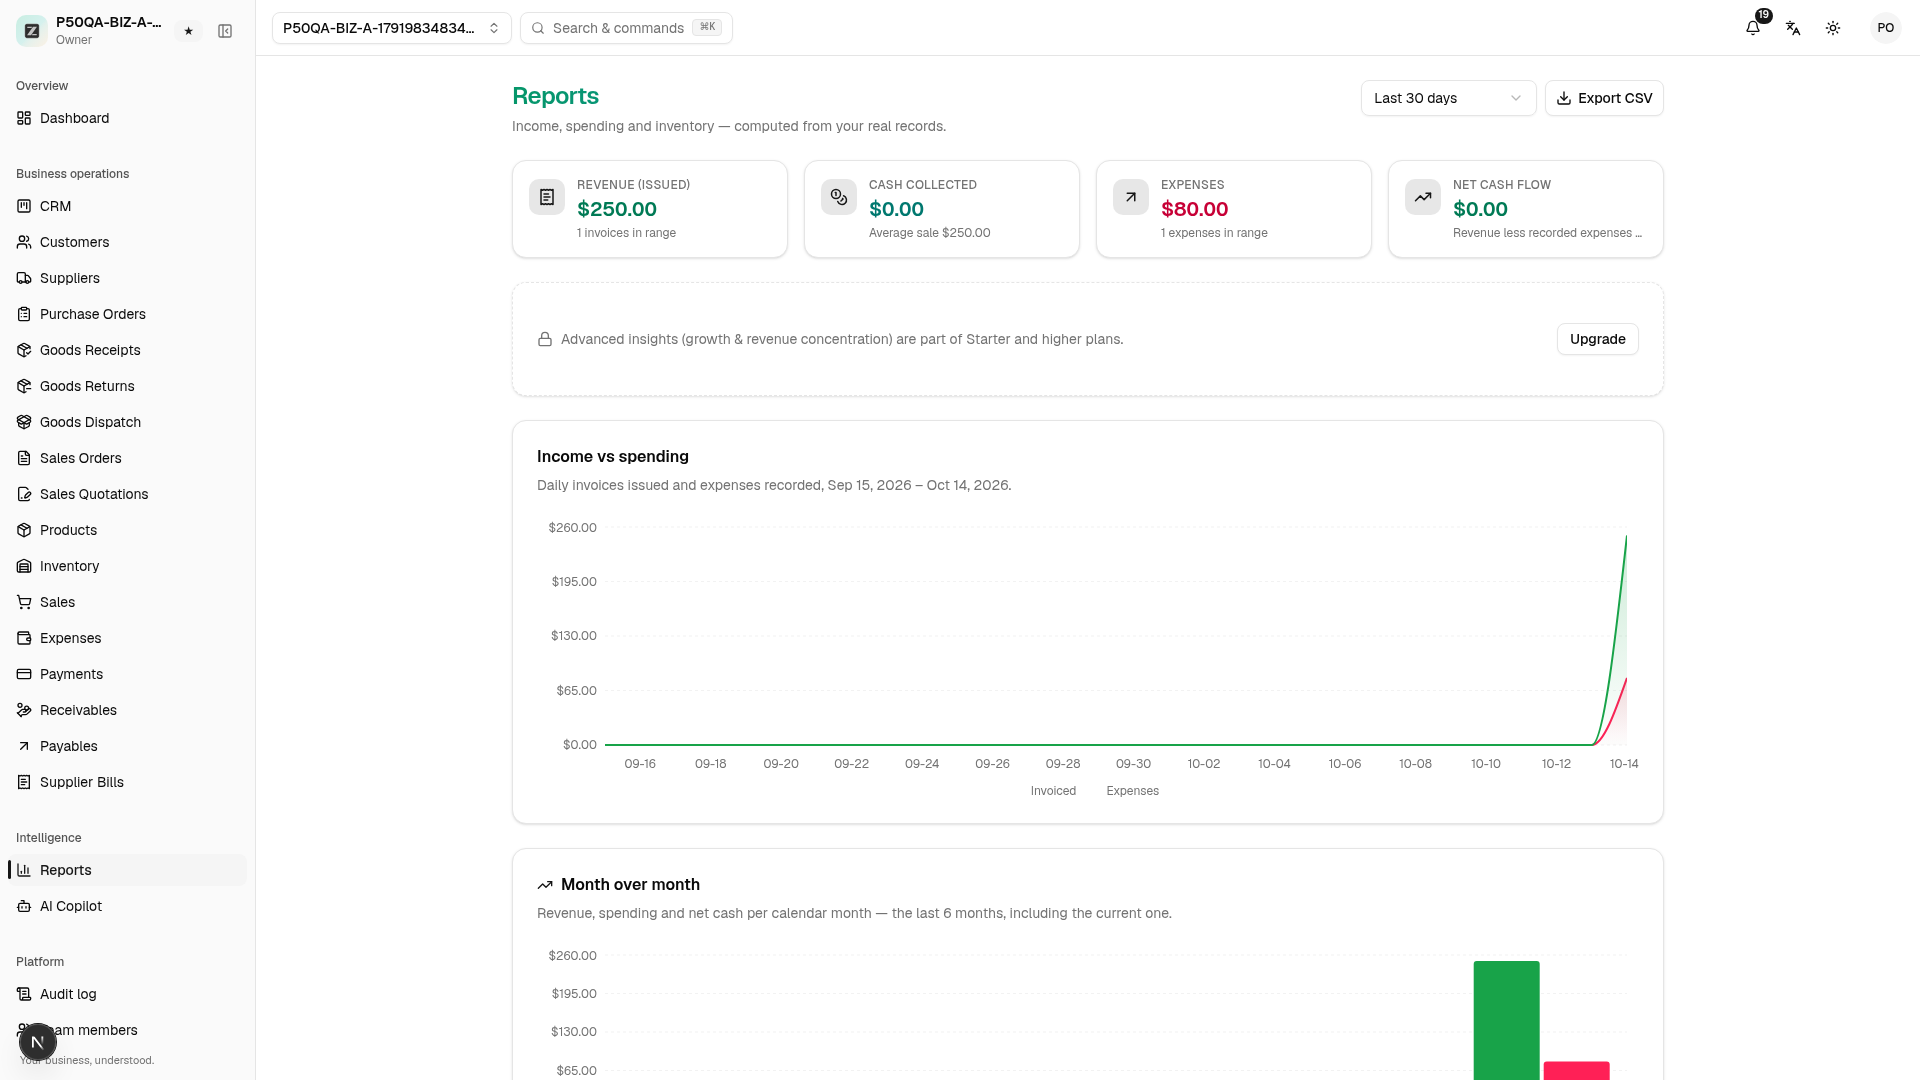 P50QA-BIZ-A-...
Owner
★
P50QA-BIZ-A-17919834834...
Search & commands
⌘K
19
PO
Overview
Dashboard
Business operations
CRM
Customers
Suppliers
Purchase Orders
Goods Receipts
Goods Returns
Goods Dispatch
Sales Orders
Sales Quotations
Products
Inventory
Sales
Expenses
Payments
Receivables
Payables
Supplier Bills
Intelligence
Reports
AI Copilot
Platform
Audit log
am members
N
Your business, understood.
Reports
Income, spending and inventory — computed from your real records.
Last 30 days
Export CSV
REVENUE (ISSUED)
$250.00
1 invoices in range
CASH COLLECTED
$0.00
Average sale $250.00
EXPENSES
$80.00
1 expenses in range
NET CASH FLOW
$0.00
Revenue less recorded expenses ...
Advanced insights (growth & revenue concentration) are part of Starter and higher plans.
Upgrade
Income vs spending
Daily invoices issued and expenses recorded, Sep 15, 2026 – Oct 14, 2026.
$260.00
$195.00
$130.00
$65.00
$0.00
09-16 09-18 09-20 09-22 09-24 09-26 09-28 09-30 10-02 10-04 10-06 10-08 10-10 10-12 10-14
Invoiced Expenses
Month over month
Revenue, spending and net cash per calendar month — the last 6 months, including the current one.
$260.00
$195.00
$130.00
$65.00